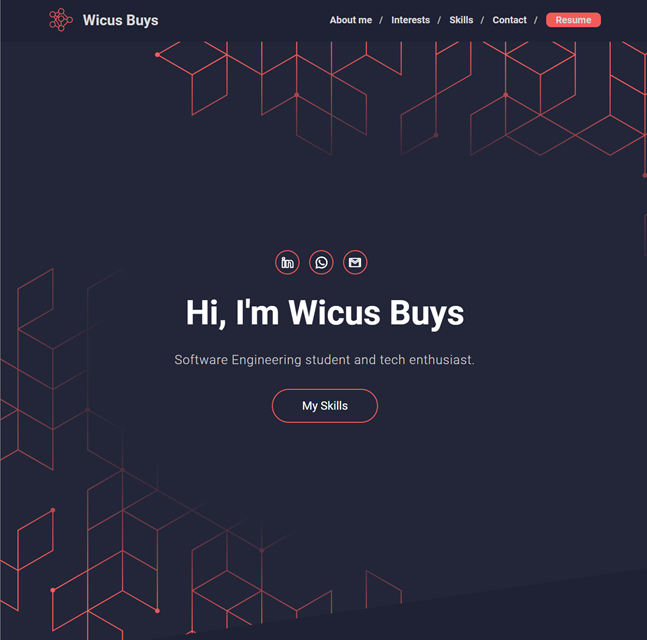 Wicus Buys
About me / Interests / Skills / Contact / Resume
Hi, I'm Wicus Buys
Software Engineering student and tech enthusiast.
My Skills